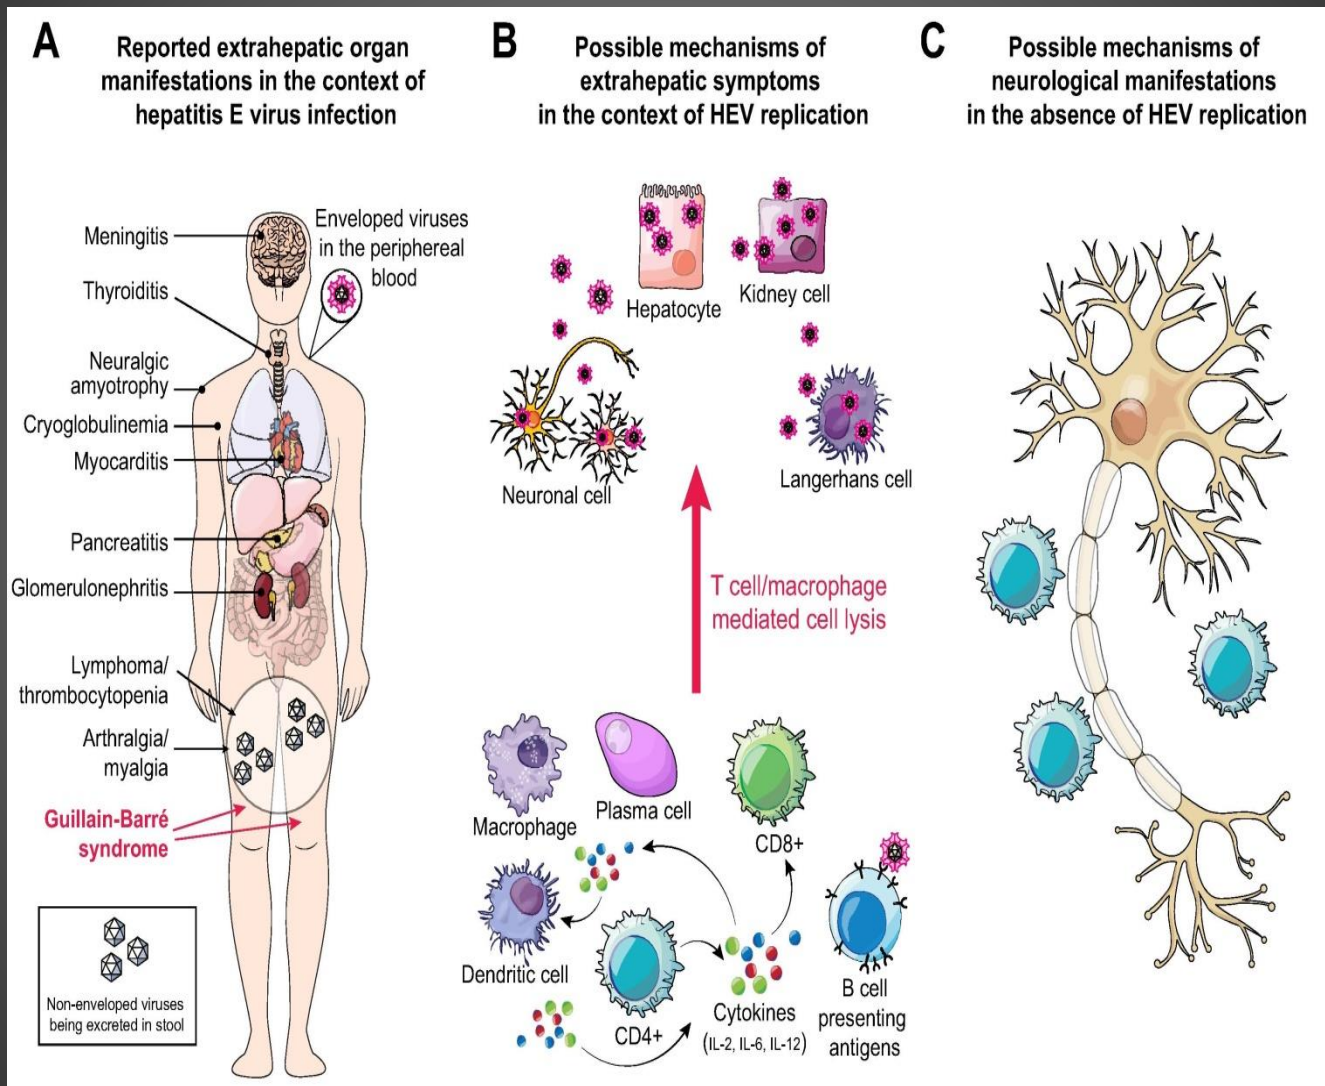 A
Reported extrahepatic organ
manifestations in the context of
hepatitis E virus infection
Meningitis
Thyroiditis
Neuralgic
amyotrophy
Cryoglobulinemia
Myocarditis
Pancreatitis
Glomerulonephritis
Lymphoma/
thrombocytopenia
Arthralgia/
myalgia
Guillain-Barré
syndrome
Enveloped viruses
in the periphereal
blood
Non-enveloped viruses
being excreted in stool
B
Possible mechanisms of
extrahepatic symptoms
in the context of HEV replication
Hepatocyte
Kidney cell
Neuronal cell
Langerhans cell
T cell/macrophage
mediated cell lysis
Macrophage
Plasma cell
CD8+
Dendritic cell
CD4+
Cytokines
(IL-2, IL-6, IL-12)
B cell
presenting
antigens
C
Possible mechanisms of
neurological manifestations
in the absence of HEV replication